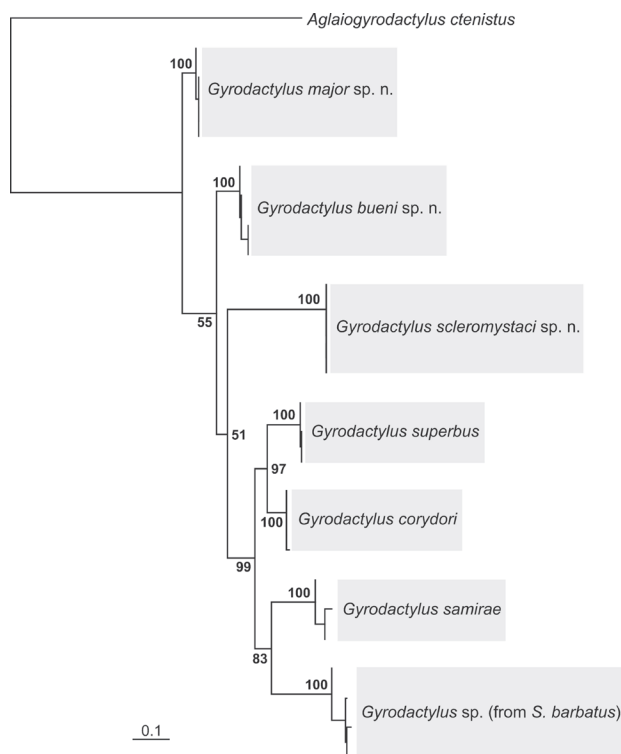 Aglaiogyrodactylus ctenistus
100
Gyrodactylus major sp. n.
100
Gyrodactylus bueni sp. n.
55
100
Gyrodactylus scleromystaci sp. n.
100
Gyrodactylus superbus
51
97
100
Gyrodactylus corydori
99
100
Gyrodactylus samirae
83
100
Gyrodactylus sp. (from S. barbatus)
0.1